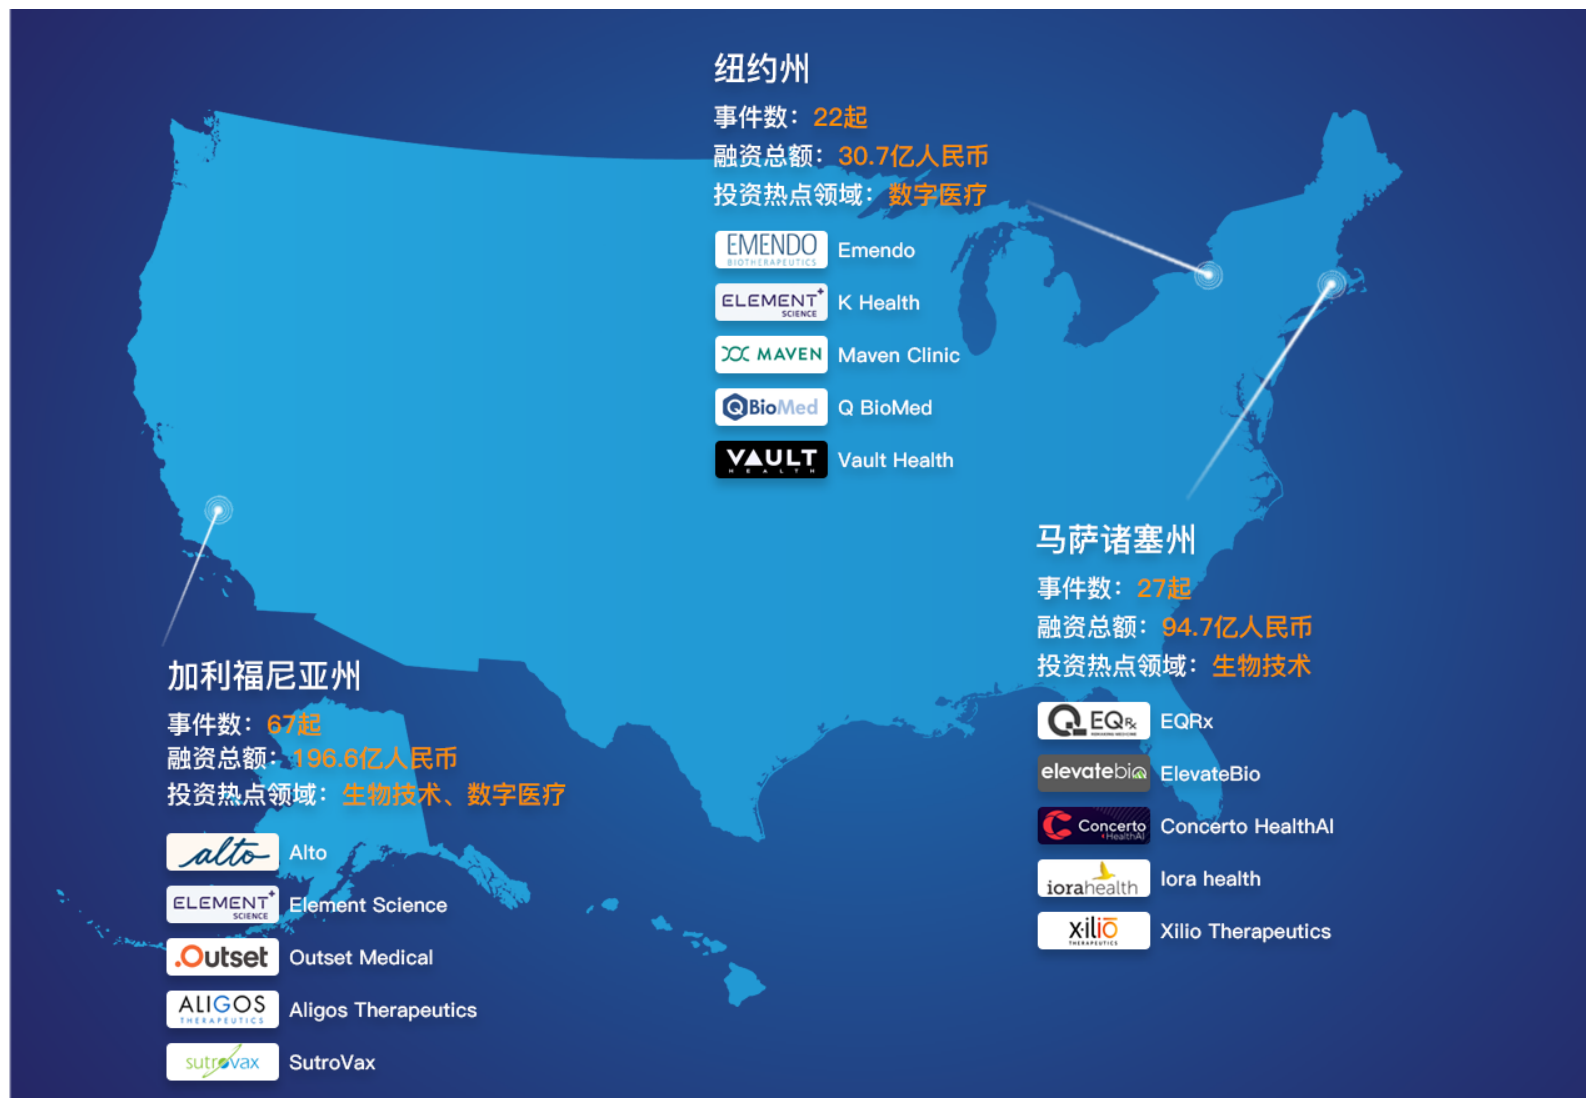 纽约州
事件数：22起
融资总额：30.7亿人民币
投资热点领域：数字医疗
EMENDO
BIOTHERAPEUTICS
Emendo
ELEMENT+
SCIENCE
K Health
MAVEN
Maven Clinic
QBioMed
Q BioMed
VAULT
HEALTH
Vault Health
马萨诸塞州
事件数：27起
融资总额：94.7亿人民币
投资热点领域：生物技术
EQRx
REMAKING MEDICINE
EQRx
elevatebio
ElevateBio
Concerto
HealthAI
Concerto HealthAI
iorahealth
Iora health
xilio
THERAPEUTICS
Xilio Therapeutics
加利福尼亚州
事件数：67起
融资总额：196.6亿人民币
投资热点领域：生物技术、数字医疗
alto
Alto
ELEMENT+
SCIENCE
Element Science
.Outset
Outset Medical
ALIGOS
THERAPEUTICS
Aligos Therapeutics
sutrovax
SutroVax